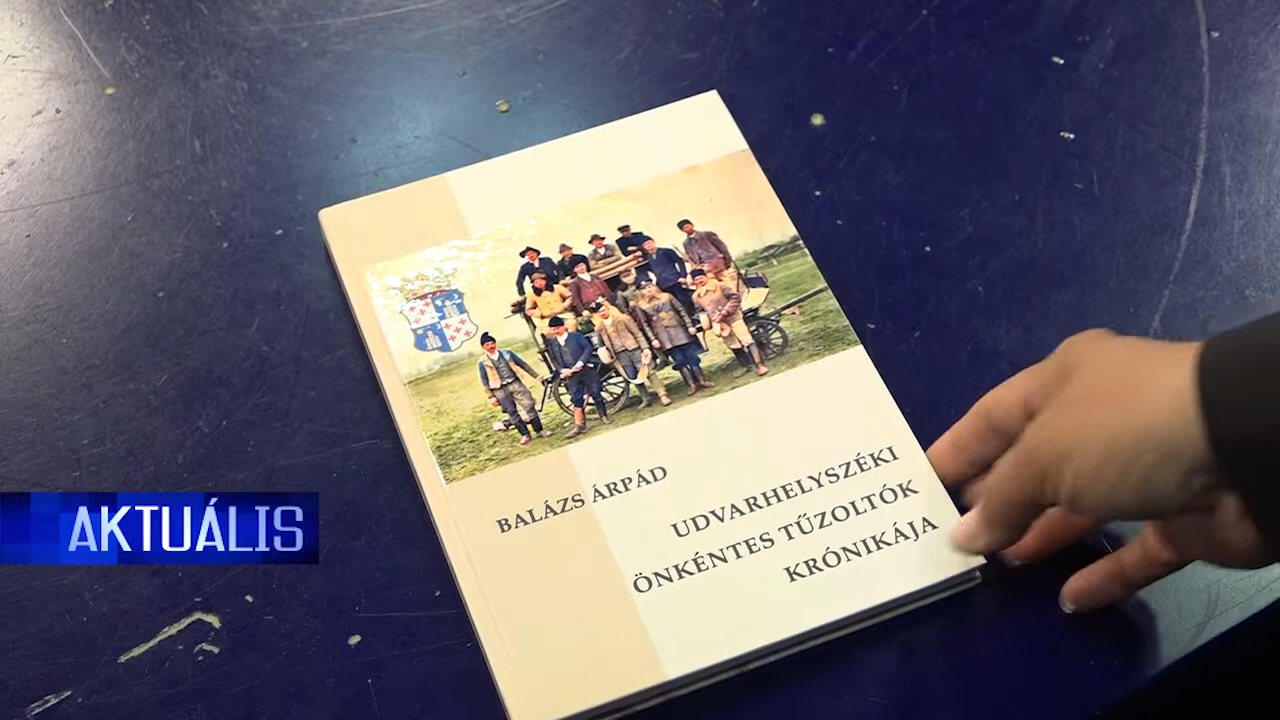 BALÁZS ÁRPÁD
UDVARHELYSZÉKI
ÖNKÉNTES TŰZOLTÓK
KRÓNIKÁJA
AKTUÁLIS